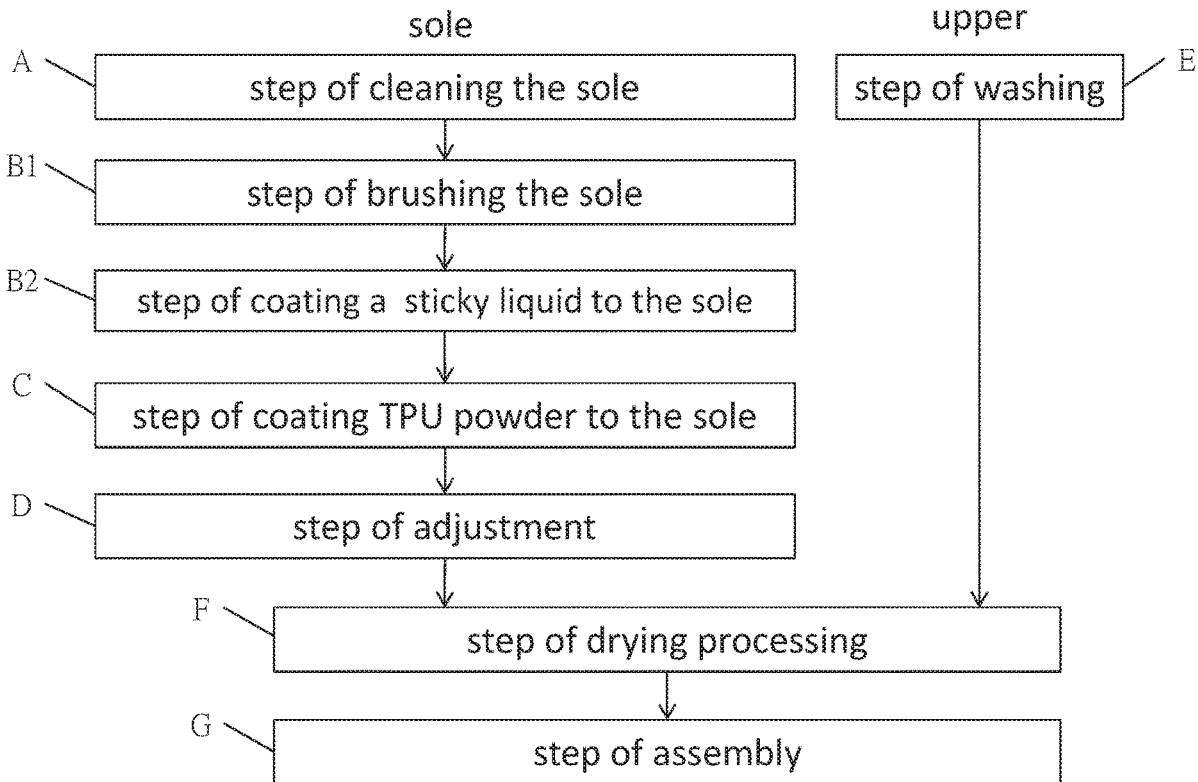 sole
upper
A
step of cleaning the sole
step of washing
E
B1
step of brushing the sole
B2
step of coating a sticky liquid to the sole
C
step of coating TPU powder to the sole
D
step of adjustment
F
step of drying processing
G
step of assembly